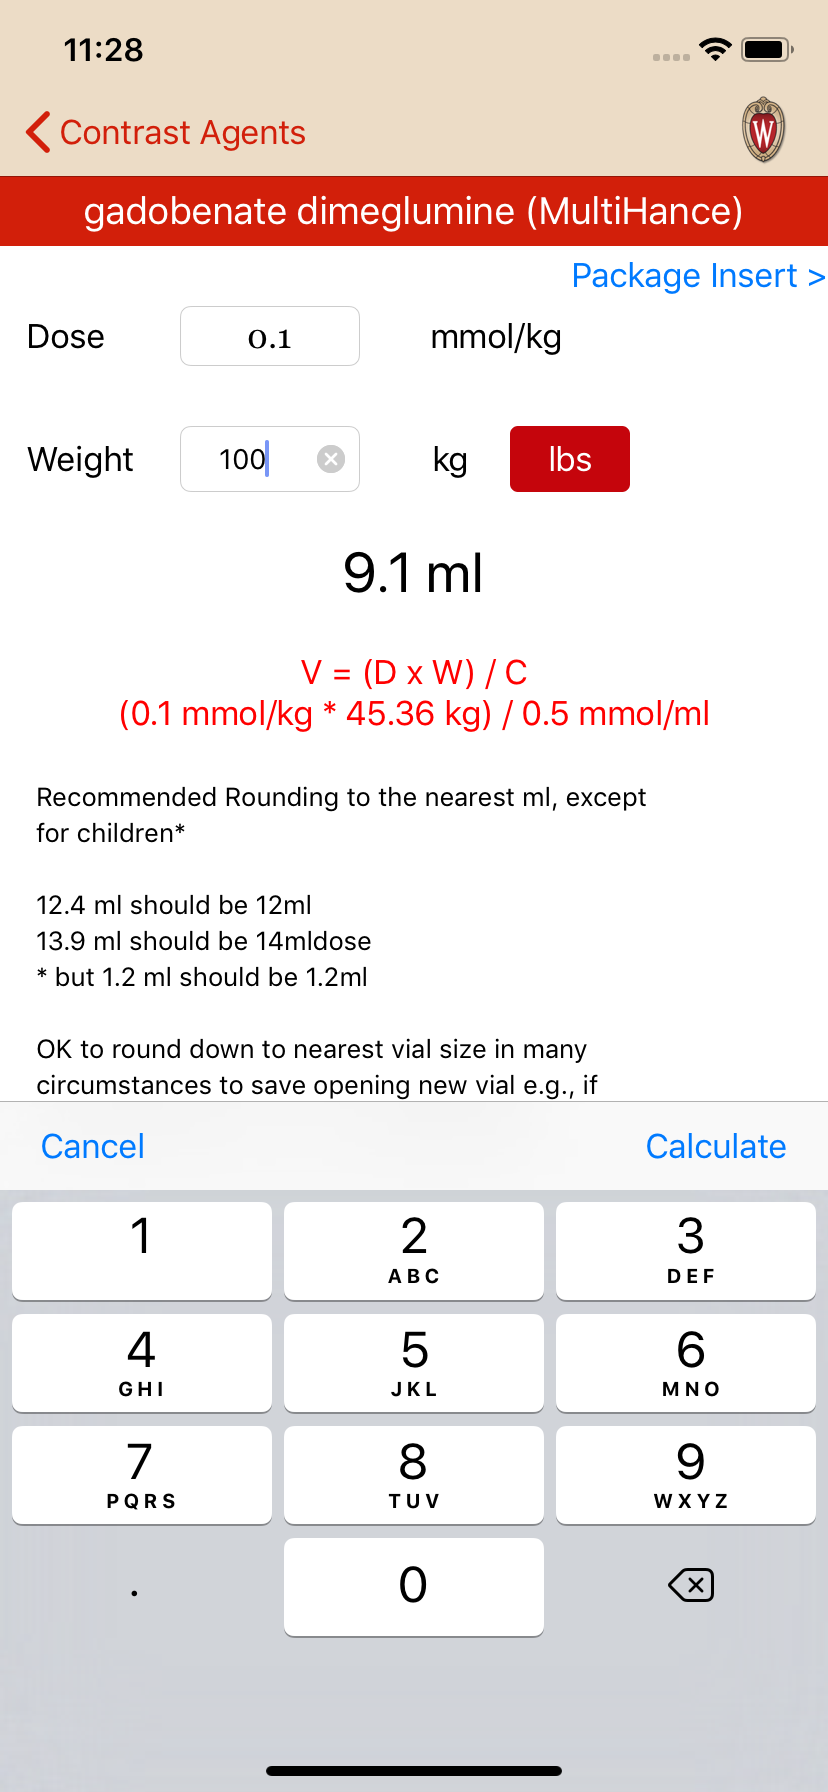 11:28
Contrast Agents
W
gadobenate dimeglumine (MultiHance)
Package Insert >
Dose 0.1 mmol/kg
Weight 100 kg lbs
9.1 ml
V = (D x W) / C
(0.1 mmol/kg * 45.36 kg) / 0.5 mmol/ml
Recommended Rounding to the nearest ml, except
for children*
12.4 ml should be 12ml
13.9 ml should be 14mldose
* but 1.2 ml should be 1.2ml
OK to round down to nearest vial size in many
circumstances to save opening new vial e.g., if
Cancel Calculate
1 2 3
ABC DEF
4 5 6
GHI JKL MNO
7 8 9
PQRS TUV WXYZ
. 0